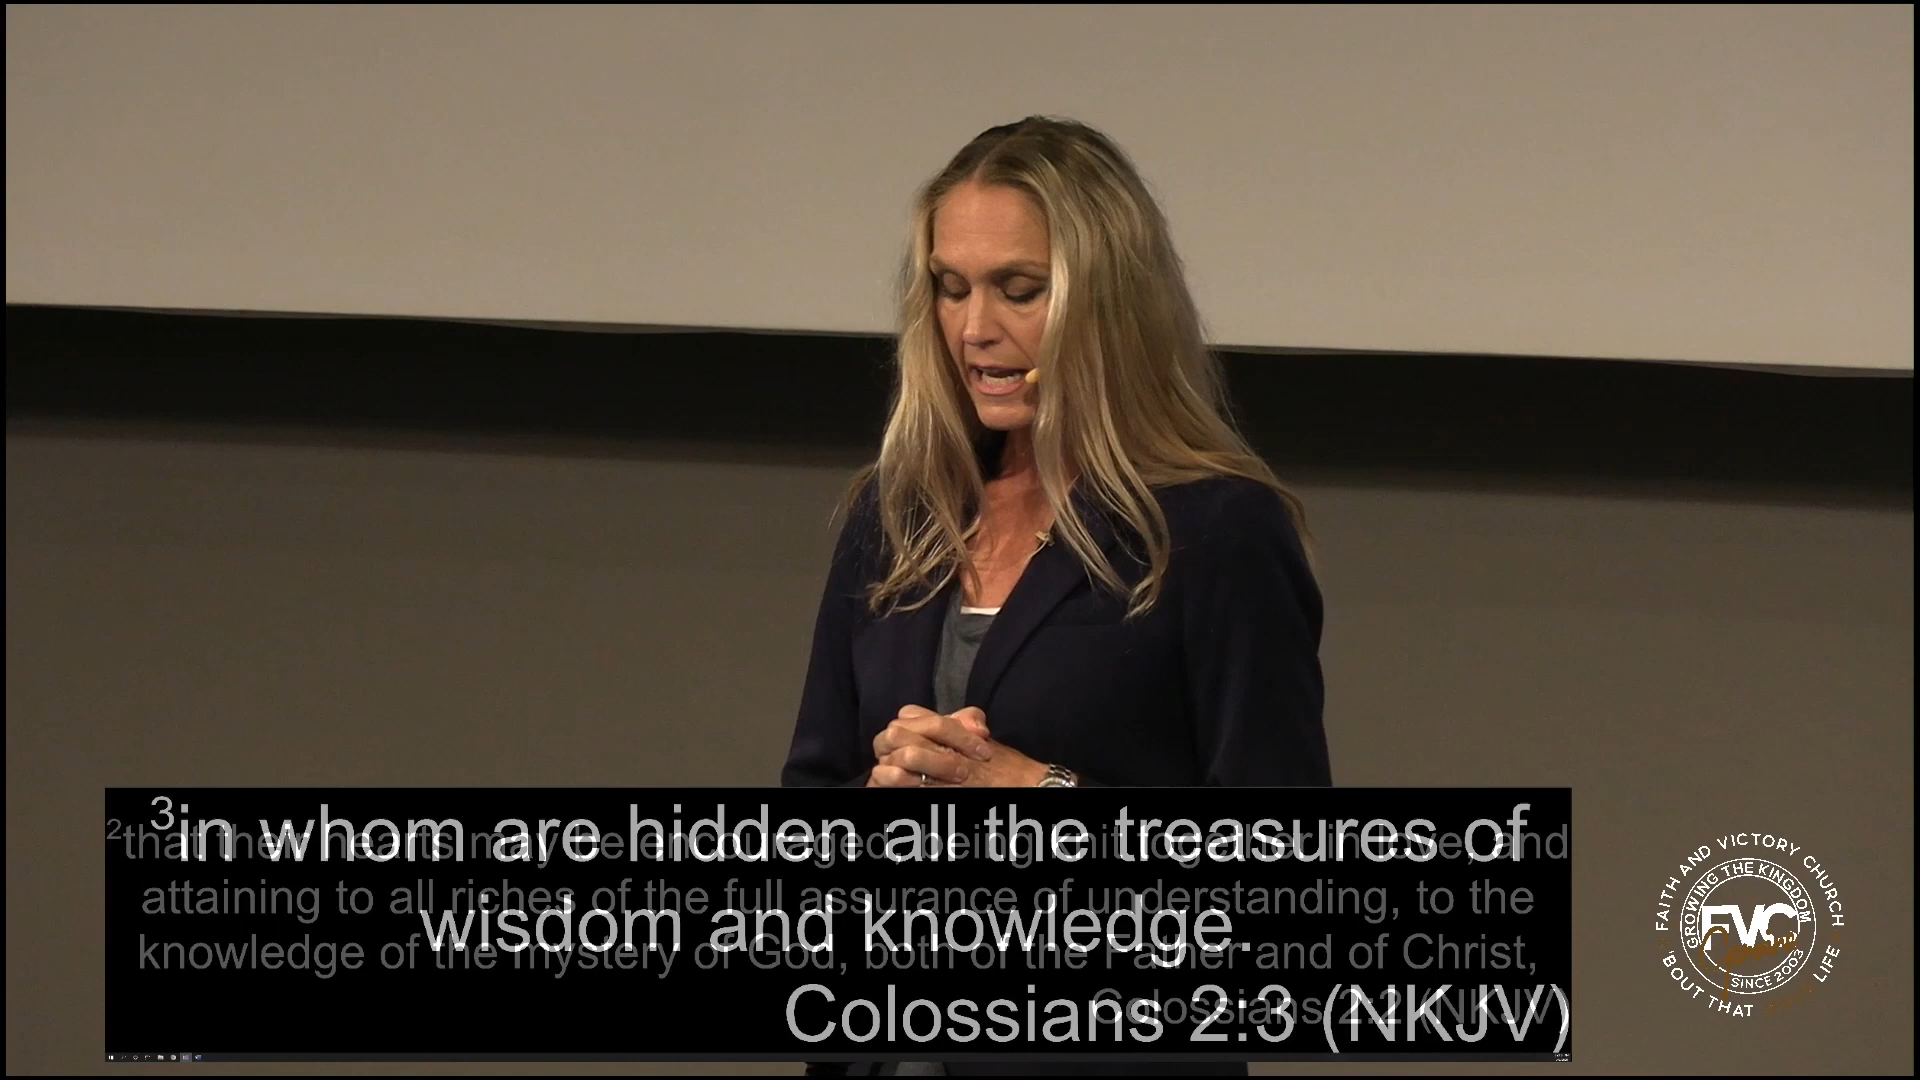 3in whom are hidden all the treasures of
wisdom and knowledge.
Colossians 2:3 (NKJV)
2that their hearts may be encouraged, being knit together in love, and
attaining to all riches of the full assurance of understanding, to the
knowledge of the mystery of God, both of the Father and of Christ,
Colossians 2:2 (NKJV)
FAITH AND VICTORY CHURCH
GROWING THE KINGDOM
FVC
SINCE 2003
'BOUT THAT
LIFE